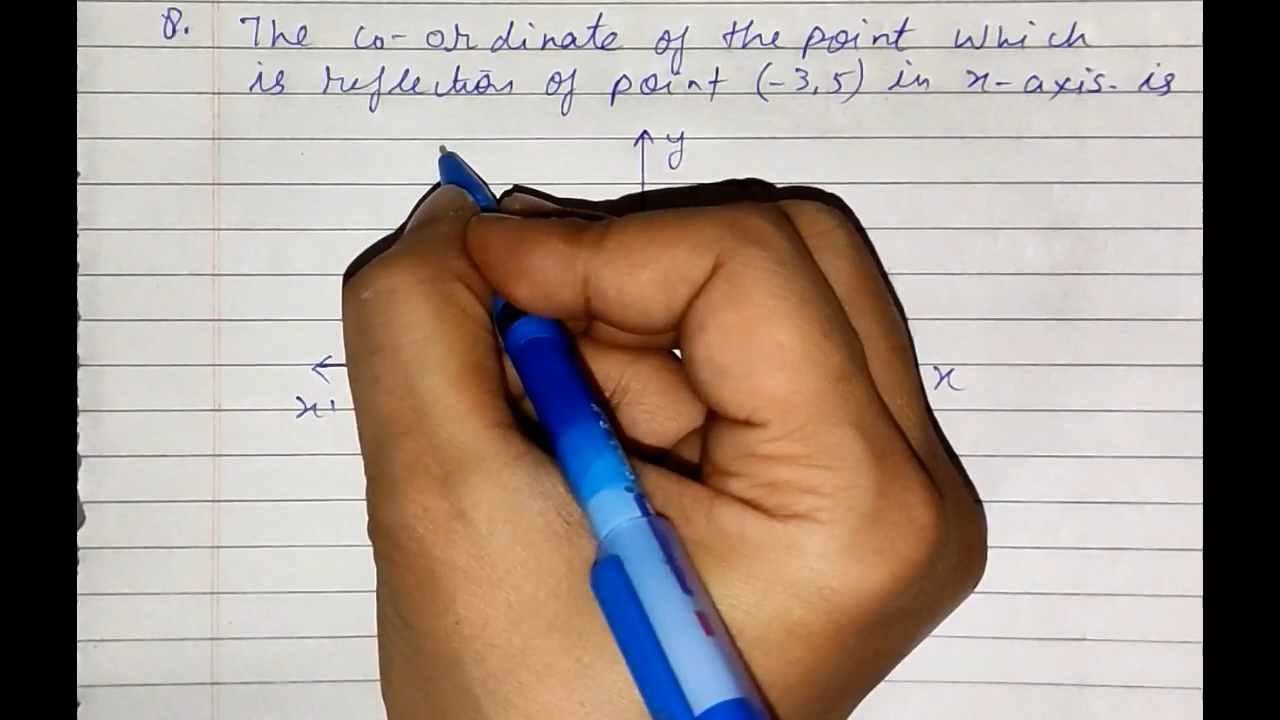 8. The co-ordinate of the point which
is reflection of point (-3,5) in x-axis. is
y
x
x'